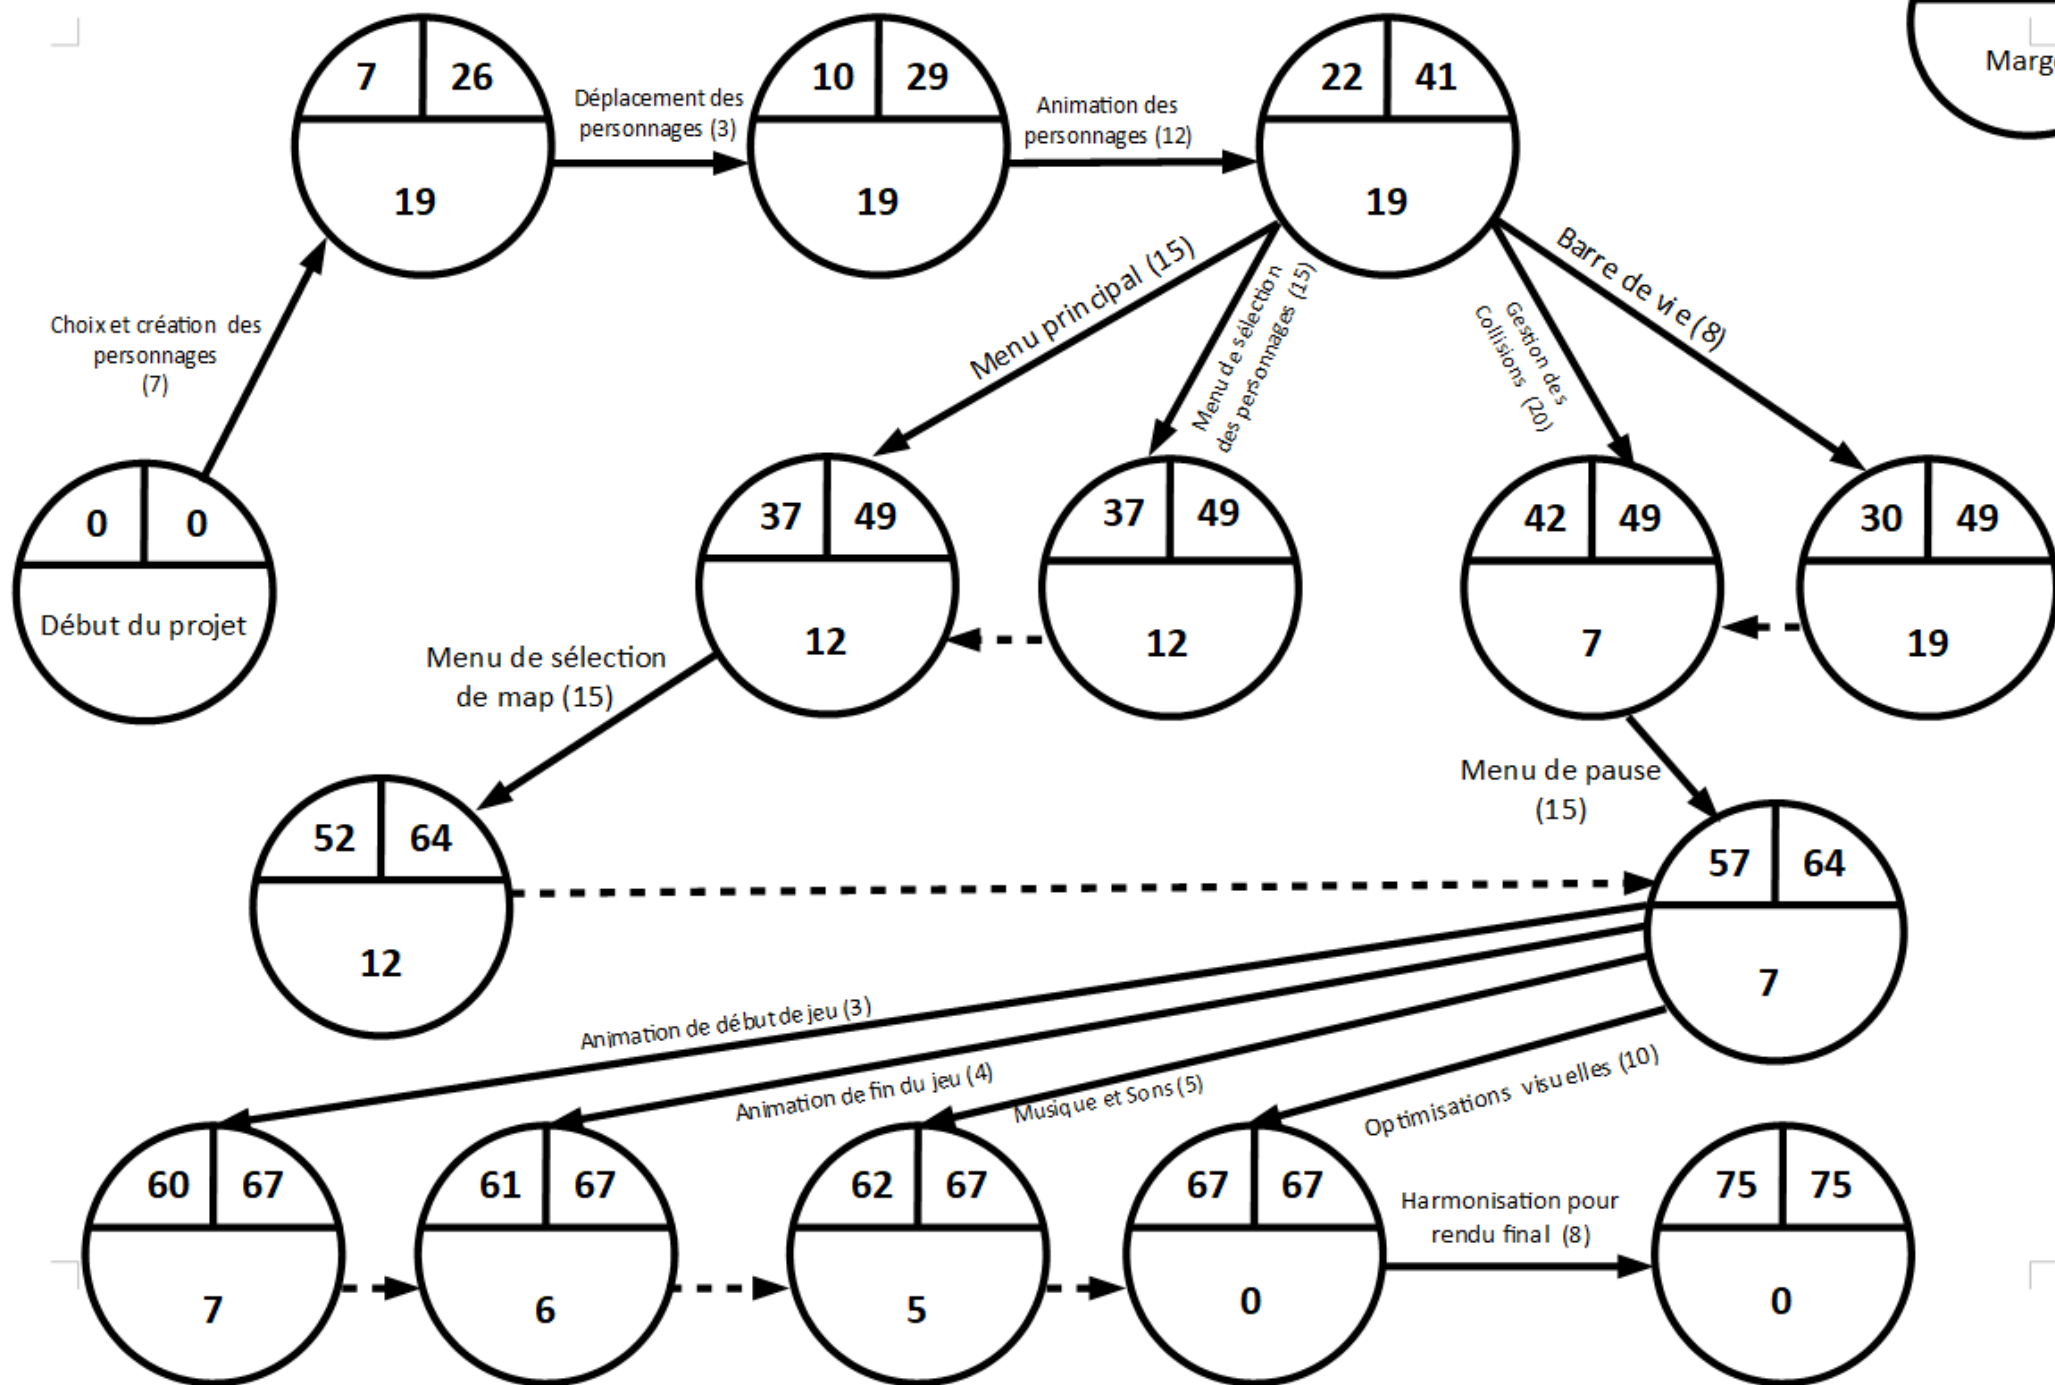 7 26
19
Déplacement des
personnages (3)
10 29
19
Animation des
personnages (12)
22 41
19
Marg
Choix et création des
personnages
(7)
0 0
Début du projet
Menu principal (15)
Menu de sélection
des personnages (15)
Gestion des
Collisions (20)
Barre de vie (8)
37 49
12
37 49
12
42 49
7
30 49
19
Menu de sélection
de map (15)
Menu de pause
(15)
52 64
12
57 64
7
Animation de début de jeu (3)
Animation de fin du jeu (4)
Musique et Sons (5)
Optimisations visuelles (10)
60 67
7
61 67
6
62 67
5
67 67
0
Harmonisation pour
rendu final (8)
75 75
0